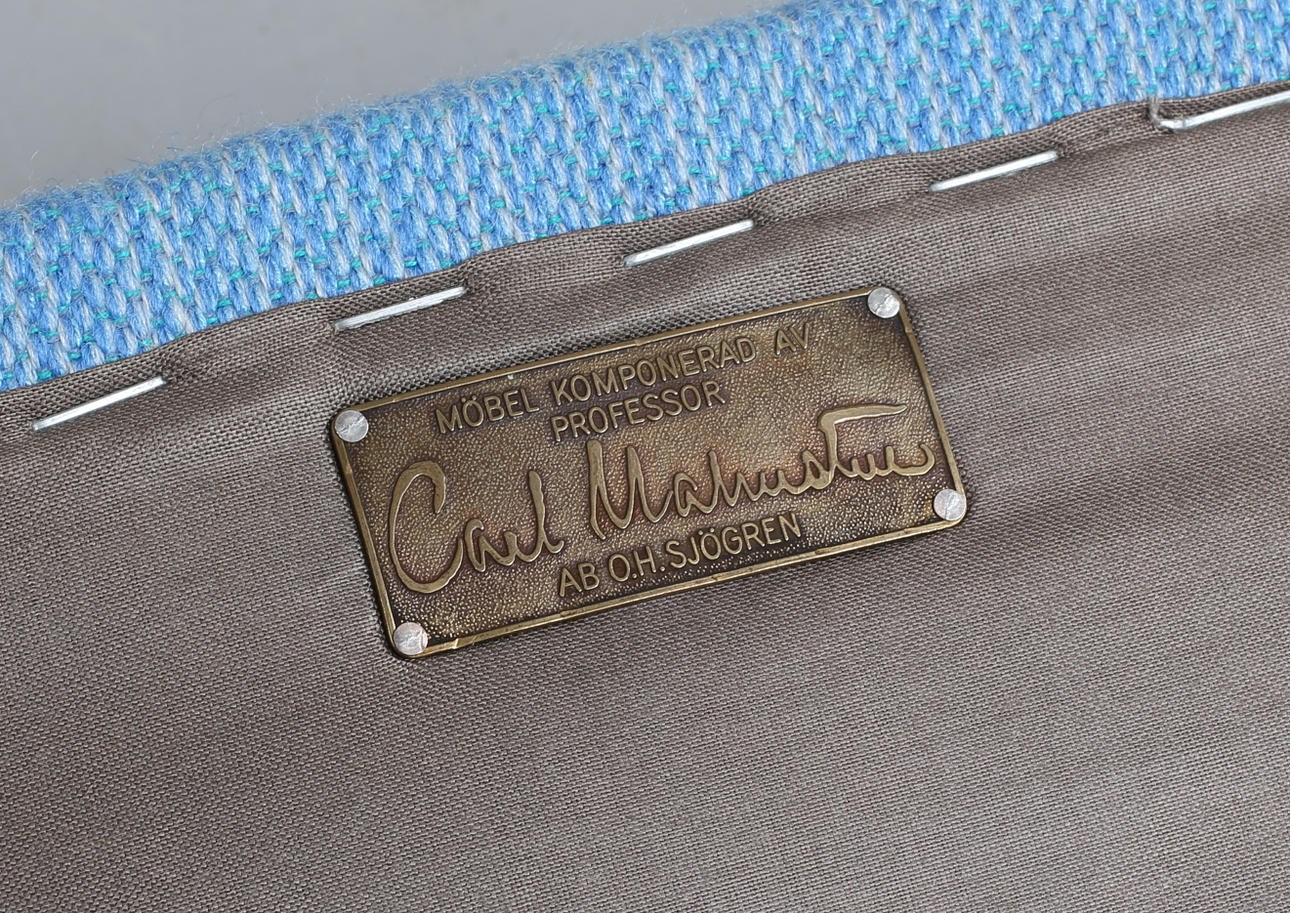 MÖBEL KOMPONERAD AV
PROFESSOR
Carl Malmsten
AB O.H. SJÖGREN